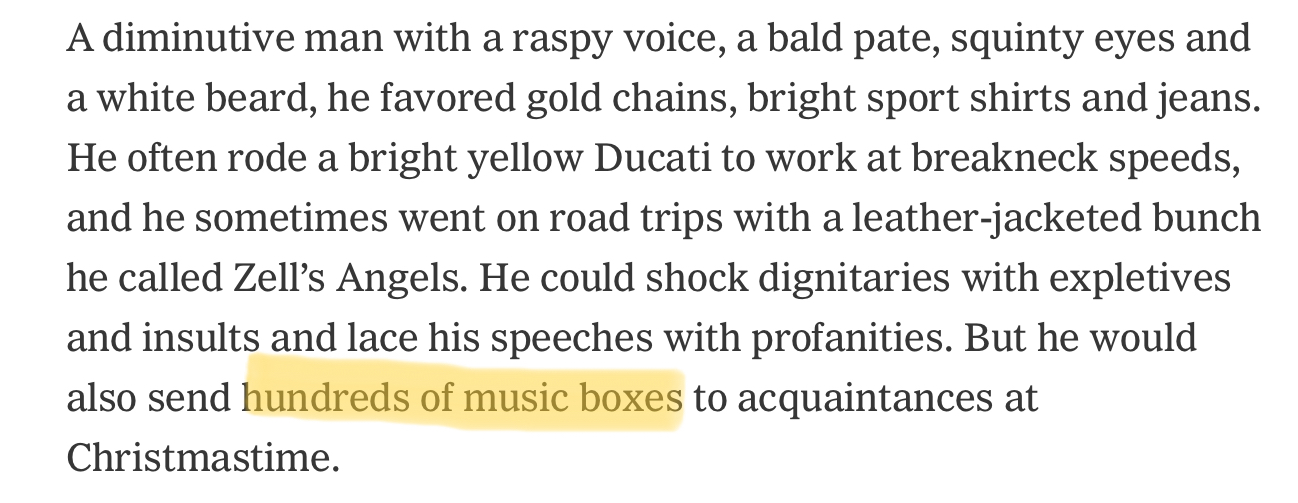 A diminutive man with a raspy voice, a bald pate, squinty eyes and
a white beard, he favored gold chains, bright sport shirts and jeans.
He often rode a bright yellow Ducati to work at breakneck speeds,
and he sometimes went on road trips with a leather-jacketed bunch
he called Zell’s Angels. He could shock dignitaries with expletives
and insults and lace his speeches with profanities. But he would
also send hundreds of music boxes to acquaintances at
Christmastime.